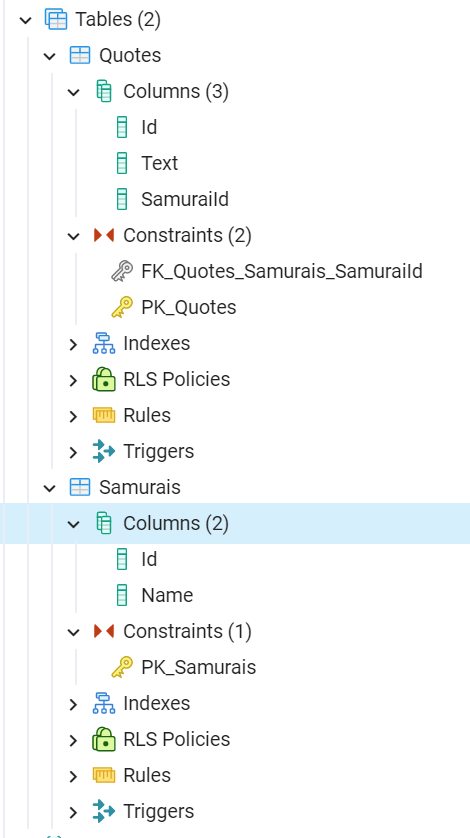 Tables (2)
Quotes
Columns (3)
Id
Text
SamuraiId
Constraints (2)
FK_Quotes_Samurais_SamuraiId
PK_Quotes
Indexes
RLS Policies
Rules
Triggers
Samurais
Columns (2)
Id
Name
Constraints (1)
PK_Samurais
Indexes
RLS Policies
Rules
Triggers